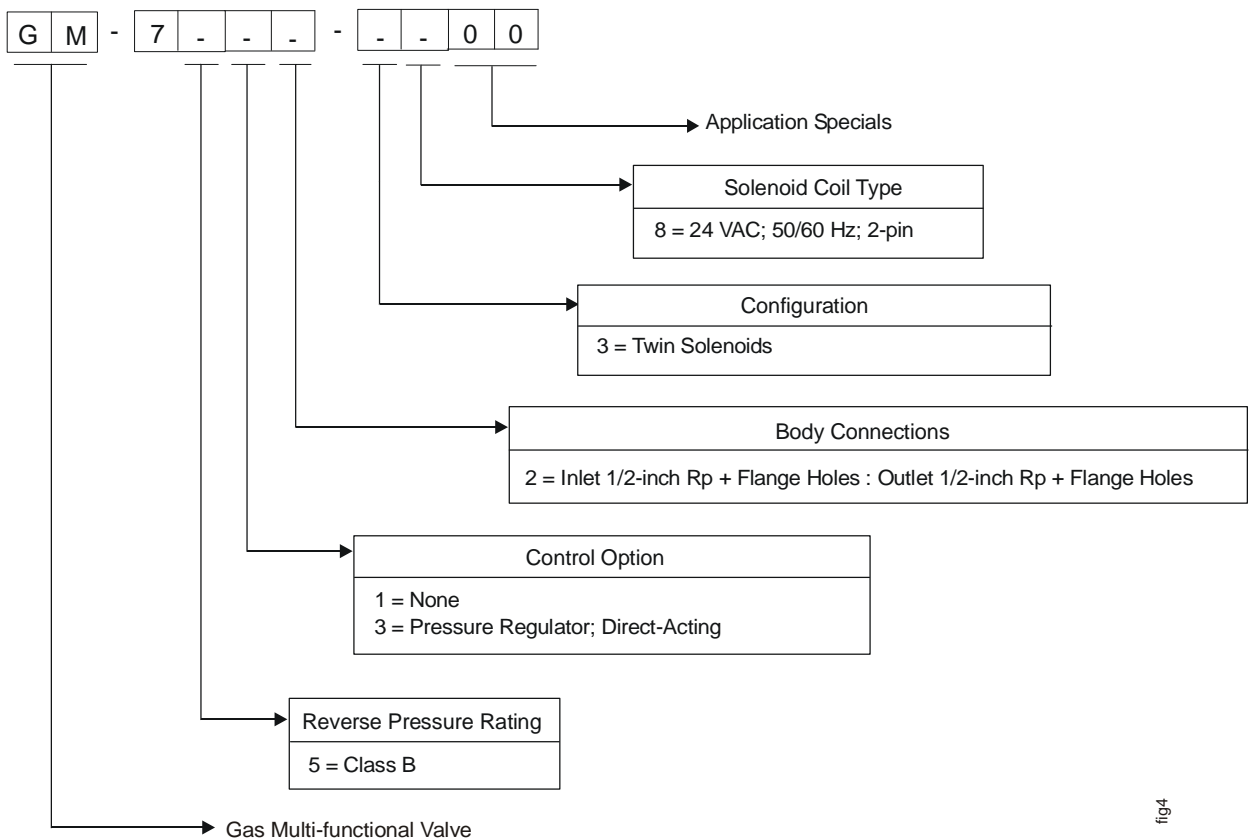 G M - 7 - - - - - - 0 0
Application Specials
Solenoid Coil Type
8 = 24 VAC; 50/60 Hz; 2-pin
Configuration
3 = Twin Solenoids
Body Connections
2 = Inlet 1/2-inch Rp + Flange Holes : Outlet 1/2-inch Rp + Flange Holes
Control Option
1 = None
3 = Pressure Regulator; Direct-Acting
Reverse Pressure Rating
5 = Class B
Gas Multi-functional Valve
fig4